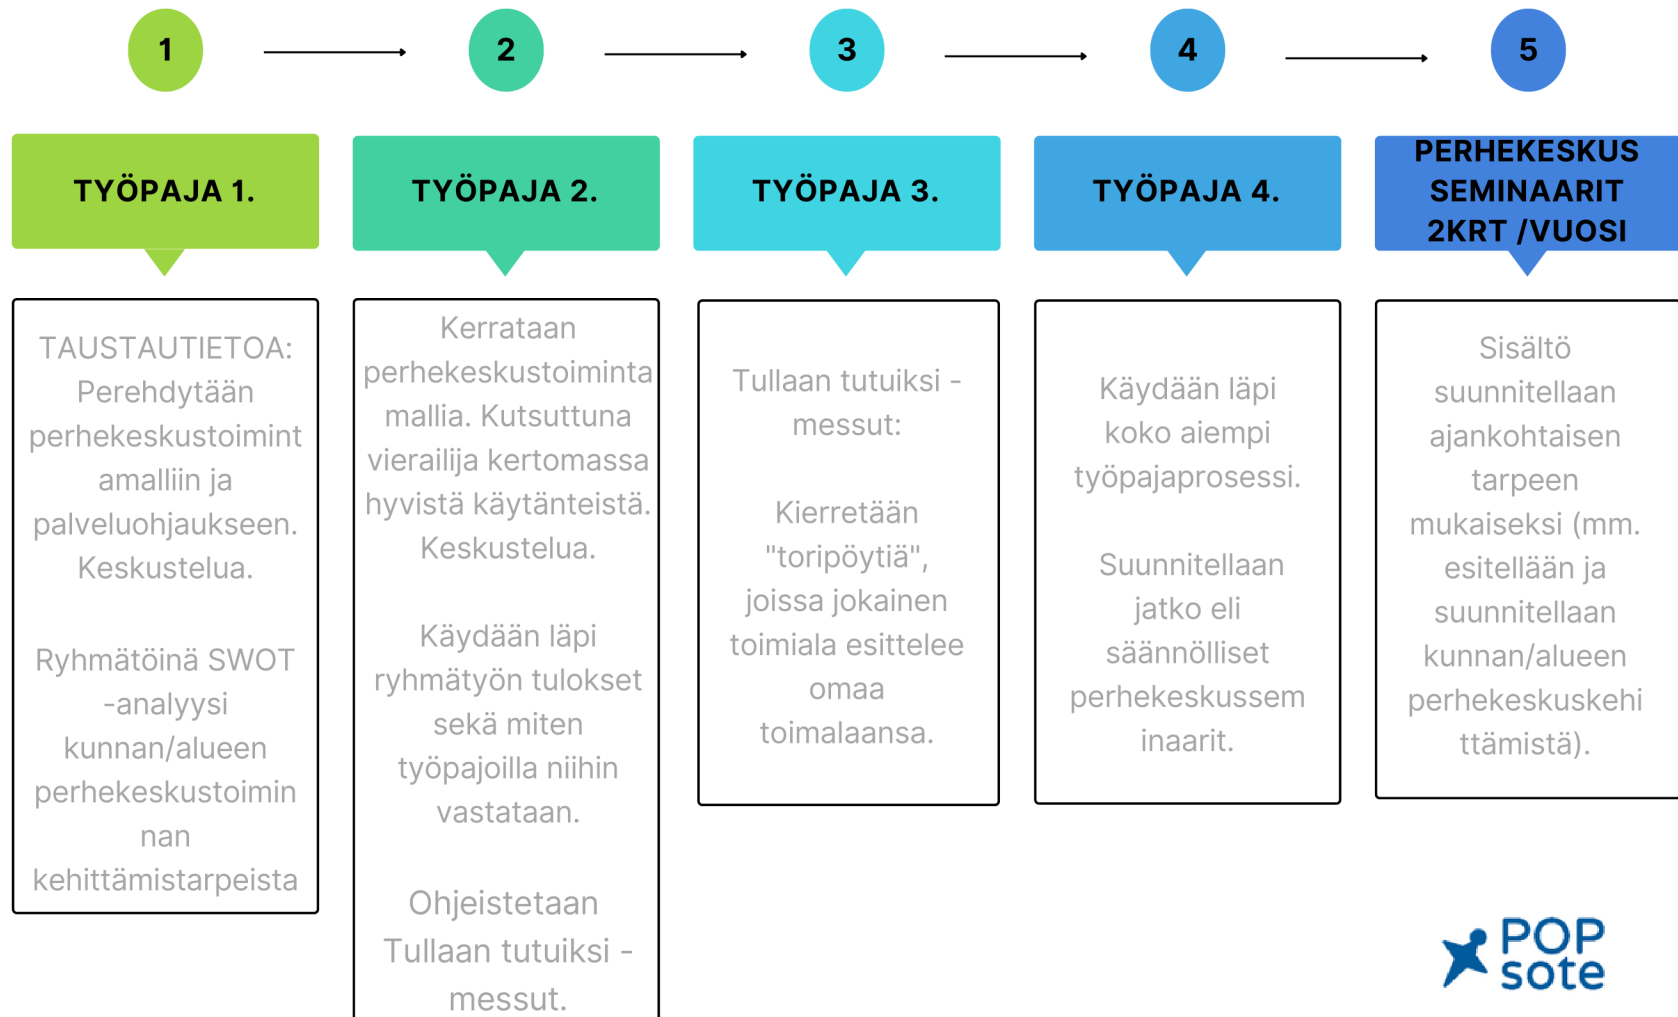 1
2
3
4
5
TYÖPAJA 1.
TYÖPAJA 2.
TYÖPAJA 3.
TYÖPAJA 4.
PERHEKESKUS
SEMINAARIT
2KRT /VUOSI
TAUSTAUTIETOA:
Perehdytään
perhekeskustoimint
amalliin ja
palveluohjaukseen.
Keskustelua.
Ryhmätöinä SWOT
-analyysi
kunnan/alueen
perhekeskustoimin
nan
kehittämistarpeista
Kerrataan
perhekeskustoiminta
mallia. Kutsuttuna
vierailija kertomassa
hyvistä käytänteistä.
Keskustelua.
Käydään läpi
ryhmätyön tulokset
sekä miten
työpajoilla niihin
vastataan.
Ohjeistetaan
Tullaan tutuiksi -
messut.
Tullaan tutuiksi -
messut:
Kierretään
"toripöytiä",
joissa jokainen
toimiala esittelee
omaa
toimalaansa.
Käydään läpi
koko aiempi
työpajaprosessi.
Suunnitellaan
jatko eli
säännölliset
perhekeskussem
inaarit.
Sisältö
suunnitellaan
ajankohtaisen
tarpeen
mukaiseksi (mm.
esitellään ja
suunnitellaan
kunnan/alueen
perhekeskuskehi
ttämistä).
POP
sote